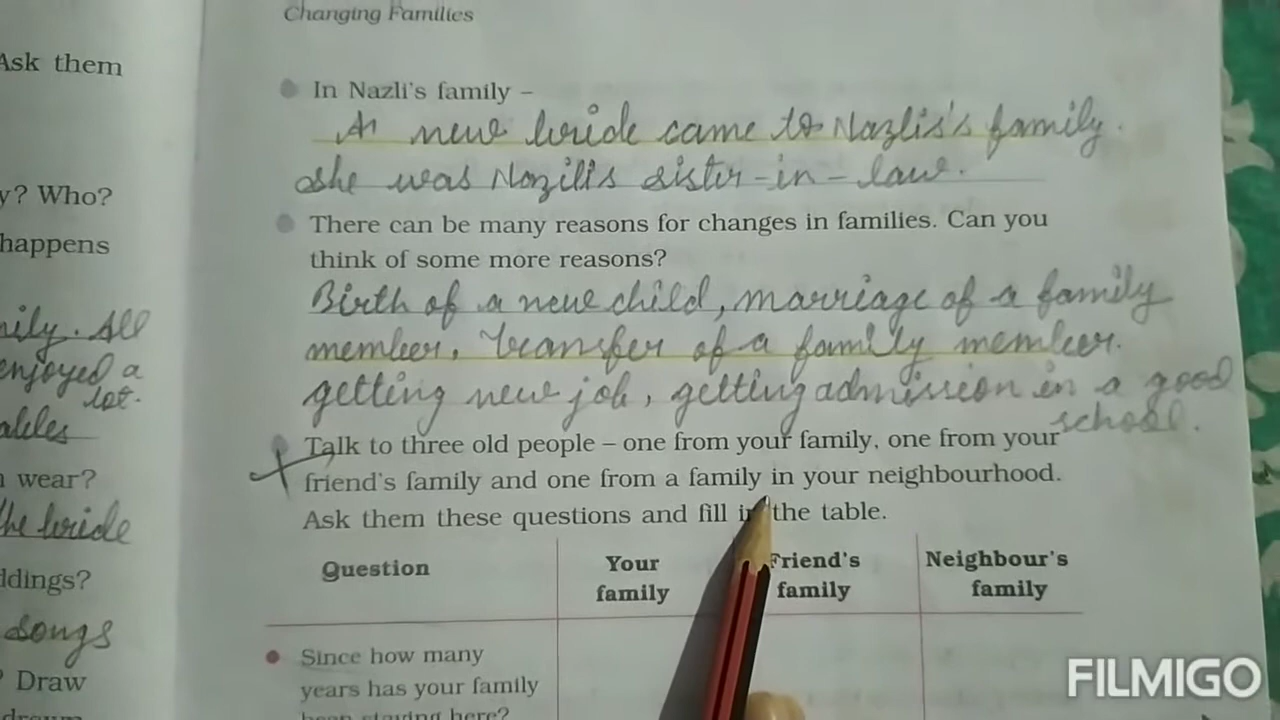 Changing Families
Ask them
In Nazli's family –
A new bride came to Nazlis's family.
she was Nazili's sister-in-law.
y? Who?
happens
There can be many reasons for changes in families. Can you
think of some more reasons?
Birth of a new child, marriage of a family
member, transfer of a family member.
getting new job, getting admission in a good
school.
mily. All
enjoyed a
lot.
ables
wear?
the bride
ddings?
songs
? Draw
Talk to three old people – one from your family, one from your
friend's family and one from a family in your neighbourhood.
Ask them these questions and fill in the table.
Question
Your
family
Friend's
family
Neighbour's
family
Since how many
years has your family
been staying here?
FILMIGO